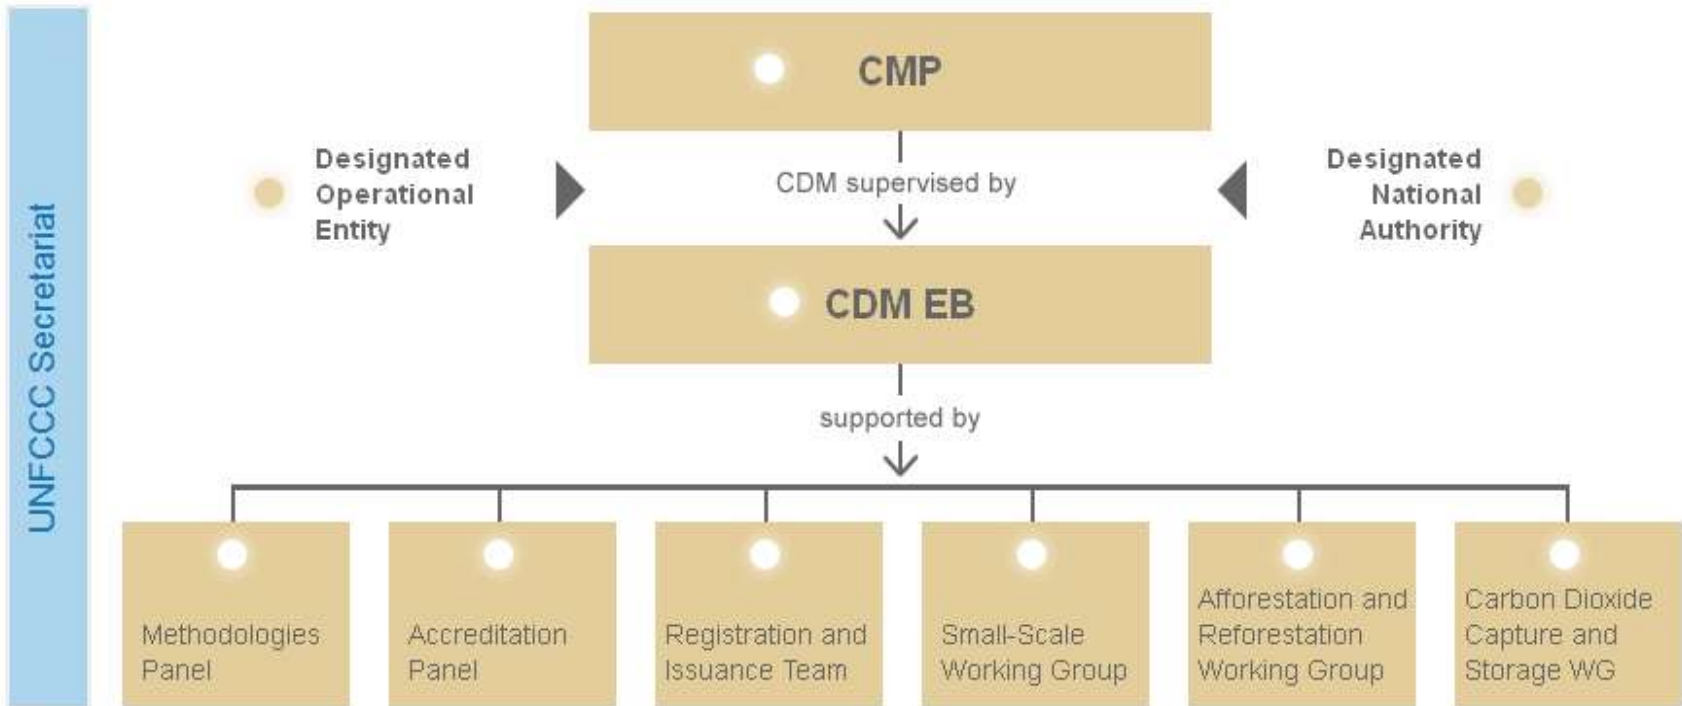 UNFCCC Secretariat
CMP
Designated
Operational
Entity
CDM supervised by
Designated
National
Authority
CDM EB
supported by
Methodologies
Panel
Accreditation
Panel
Registration and
Issuance Team
Small-Scale
Working Group
Afforestation and
Reforestation
Working Group
Carbon Dioxide
Capture and
Storage WG